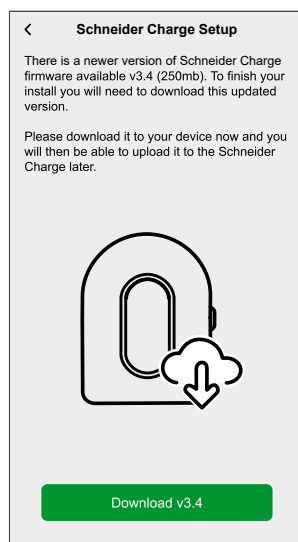 Schneider Charge Setup
There is a newer version of Schneider Charge
firmware available v3.4 (250mb). To finish your
install you will need to download this updated
version.
Please download it to your device now and you
will then be able to upload it to the Schneider
Charge later.
Download v3.4